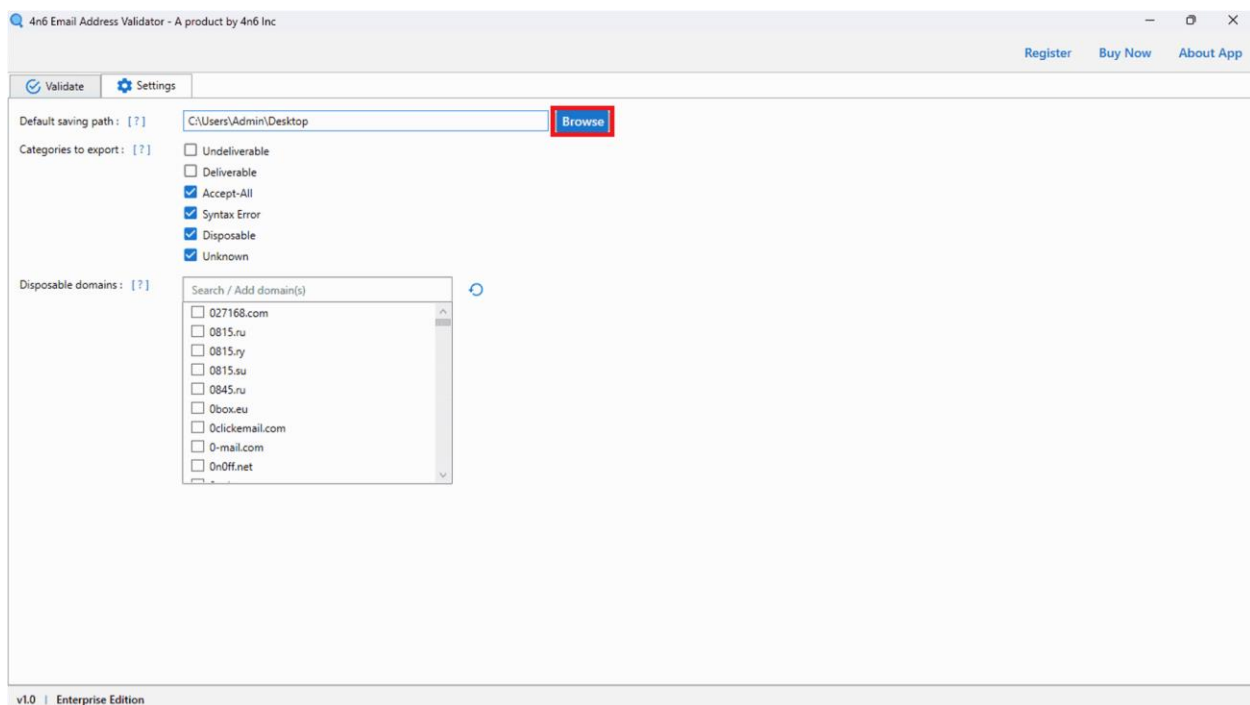 4n6 Email Address Validator - A product by 4n6 Inc
Register Buy Now About App
Validate Settings
Default saving path : [ ? ] C:\Users\Admin\Desktop Browse
Categories to export : [ ? ] Undeliverable
Deliverable
Accept-All
Syntax Error
Disposable
Unknown
Disposable domains : [ ? ] Search / Add domain(s)
027168.com
0815.ru
0815.ry
0815.su
0845.ru
0box.eu
0clickemail.com
0-mail.com
0n0ff.net
v1.0 | Enterprise Edition